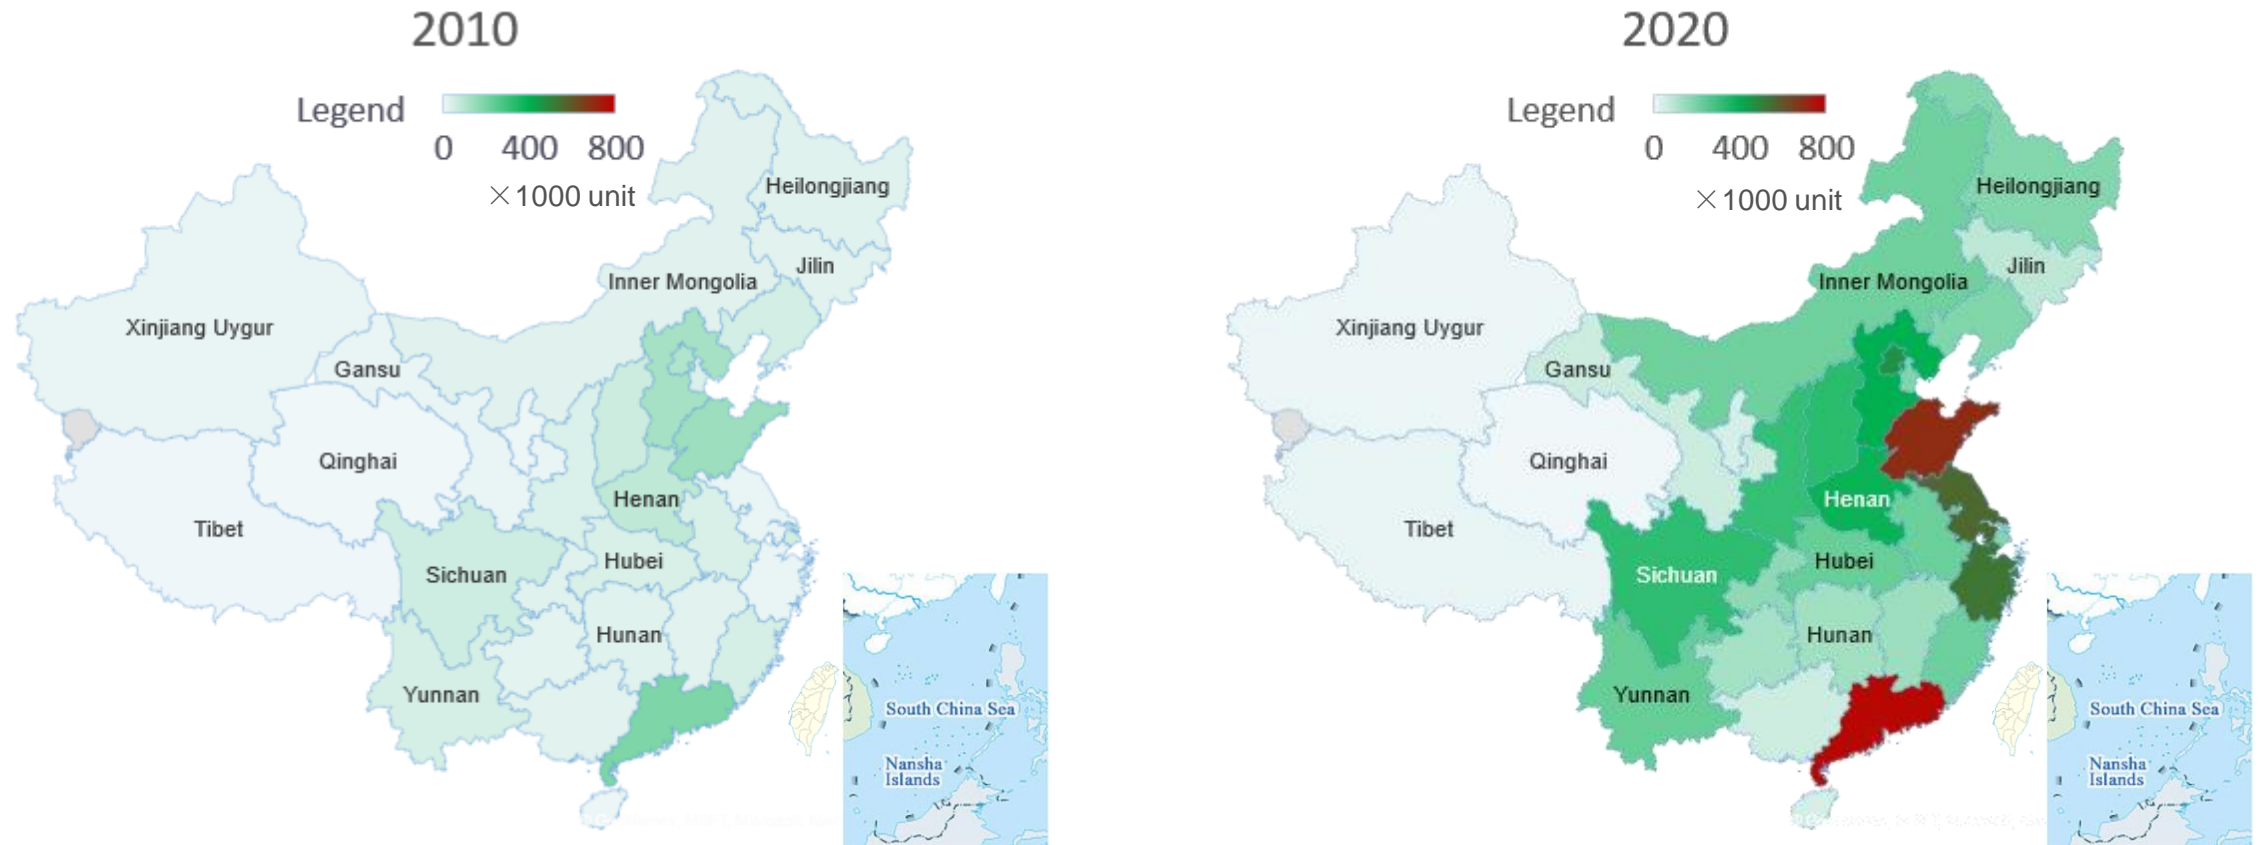 2010
Legend
0 400 800
×1000 unit
Heilongjiang
Jilin
Inner Mongolia
Xinjiang Uygur
Gansu
Qinghai
Henan
Tibet
Hubei
Sichuan
Hunan
Yunnan
South China Sea
Nansha
Islands
2020
Legend
0 400 800
×1000 unit
Heilongjiang
Jilin
Inner Mongolia
Xinjiang Uygur
Gansu
Qinghai
Henan
Tibet
Hubei
Sichuan
Hunan
Yunnan
South China Sea
Nansha
Islands